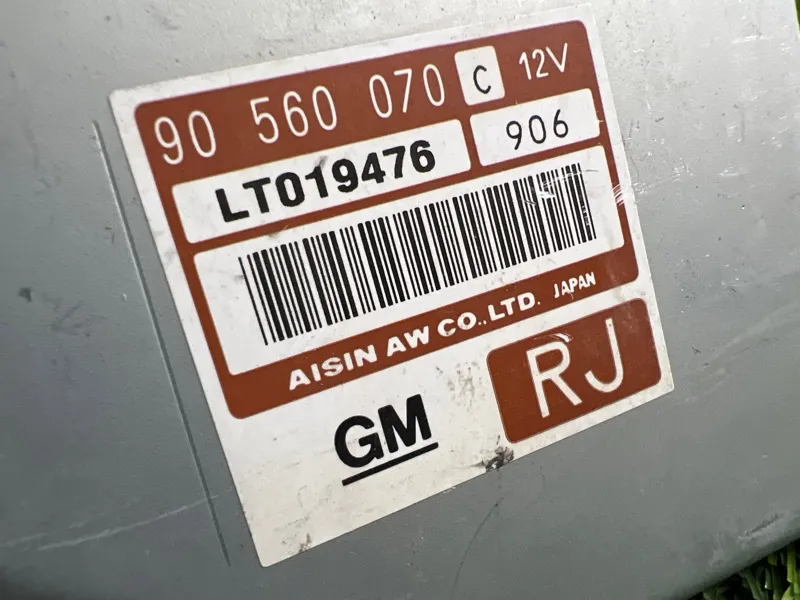 90 560 070 C 12V
LT019476 906
AISIN AW CO.,LTD. JAPAN
GM RJ